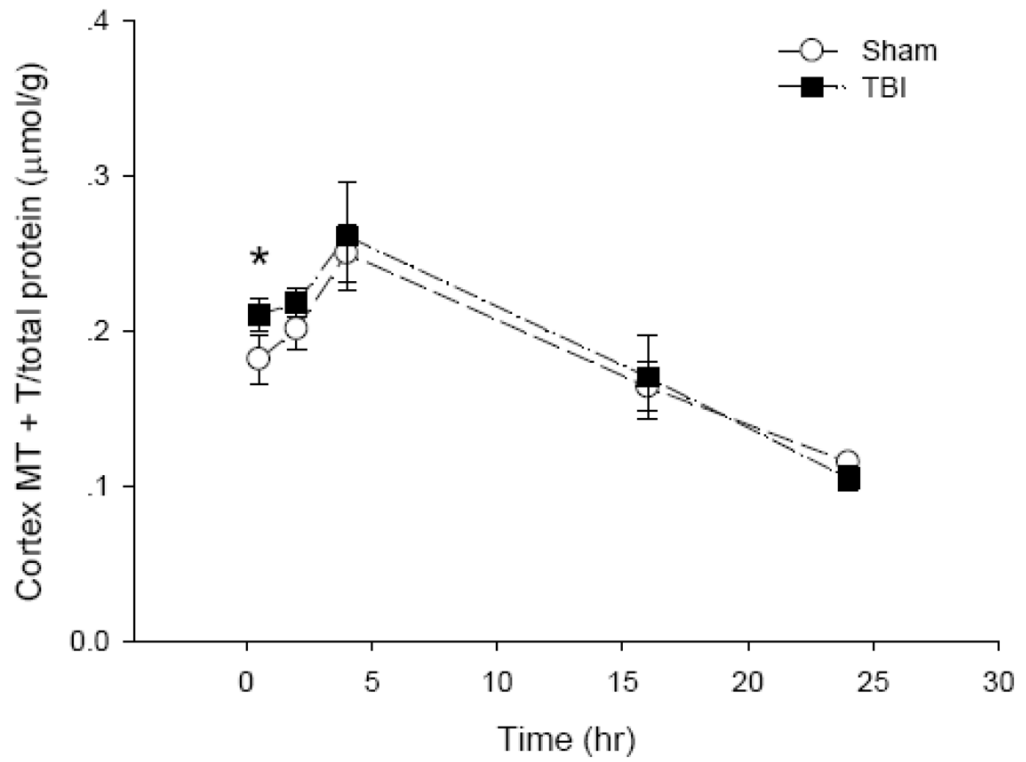 .4
Sham
TBI
.3
*
.2
.1
0.0
0 5 10 15 20 25 30
Time (hr)
Cortex MT + T/total protein (μmol/g)